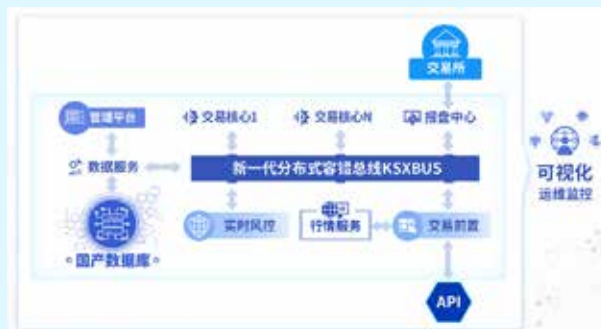 交易所
管理平台
交易核心1
交易核心N
报盘中心
数据服务
新一代分布式容错总线KSXBUS
可视化
运维监控
实时风控
行情服务
交易前置
国产数据库
API